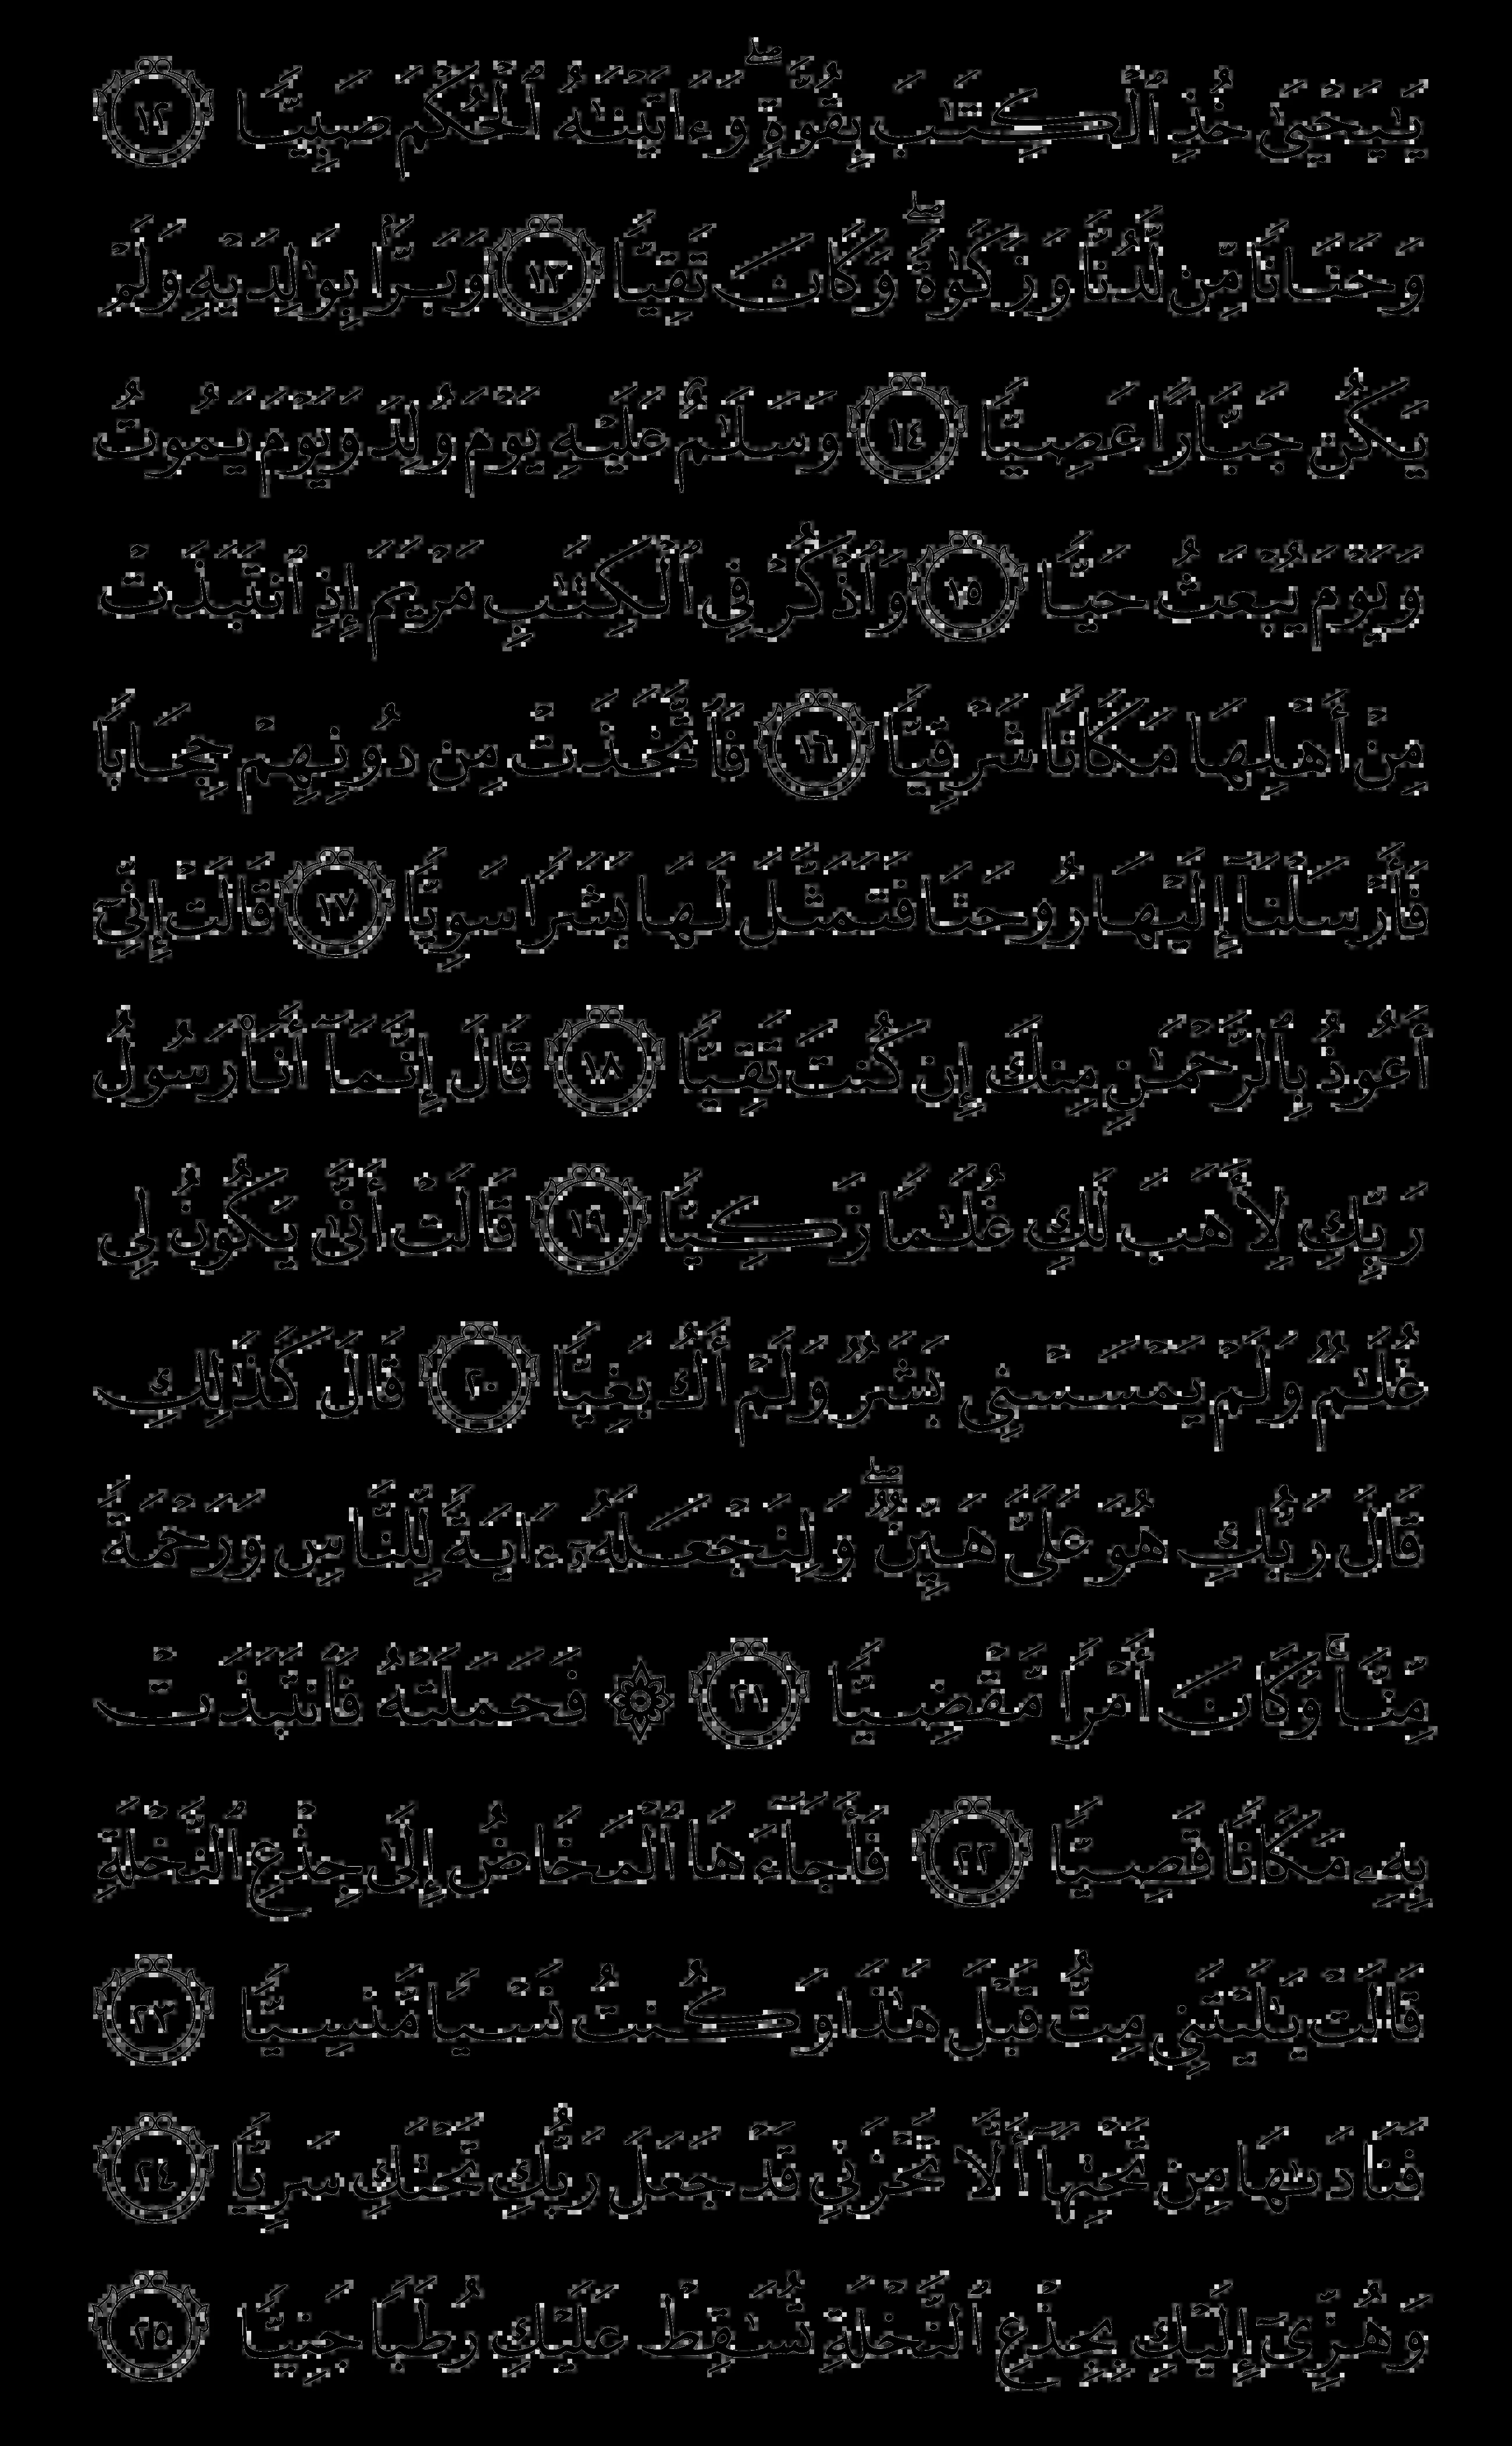 يَـٰيَحْيَىٰ خُذِ ٱلْكِتَـٰبَ بِقُوَّةٍ ۖ وَءَاتَيْنَـٰهُ ٱلْحُكْمَ صَبِيًّا ١٢
وَحَنَانًا مِّن لَّدُنَّا وَزَكَوٰةً ۖ وَكَانَ تَقِيًّا ١٣ وَبَرًّۢا بِوَٰلِدَيْهِ وَلَمْ
يَكُن جَبَّارًا عَصِيًّا ١٤ وَسَلَـٰمٌ عَلَيْهِ يَوْمَ وُلِدَ وَيَوْمَ يَمُوتُ
وَيَوْمَ يُبْعَثُ حَيًّا ١٥ وَٱذْكُرْ فِى ٱلْكِتَـٰبِ مَرْيَمَ إِذِ ٱنتَبَذَتْ
مِنْ أَهْلِهَا مَكَانًا شَرْقِيًّا ١٦ فَٱتَّخَذَتْ مِن دُونِهِمْ حِجَابًا
فَأَرْسَلْنَآ إِلَيْهَا رُوحَنَا فَتَمَثَّلَ لَهَا بَشَرًا سَوِيًّا ١٧ قَالَتْ إِنِّىٓ
أَعُوذُ بِٱلرَّحْمَـٰنِ مِنكَ إِن كُنتَ تَقِيًّا ١٨ قَالَ إِنَّمَآ أَنَا۠ رَسُولُ
رَبِّكِ لِأَهَبَ لَكِ غُلَـٰمًا زَكِيًّا ١٩ قَالَتْ أَنَّىٰ يَكُونُ لِى
غُلَـٰمٌ وَلَمْ يَمْسَسْنِى بَشَرٌ وَلَمْ أَكُ بَغِيًّا ٢٠ قَالَ كَذَٰلِكِ
قَالَ رَبُّكِ هُوَ عَلَىَّ هَيِّنٌ ۖ وَلِنَجْعَلَهُۥٓ ءَايَةً لِّلنَّاسِ وَرَحْمَةً
مِّنَّا ۚ وَكَانَ أَمْرًا مَّقْضِيًّا ٢١ ۞ فَحَمَلَتْهُ فَٱنتَبَذَتْ
بِهِۦ مَكَانًا قَصِيًّا ٢٢ فَأَجَآءَهَا ٱلْمَخَاضُ إِلَىٰ جِذْعِ ٱلنَّخْلَةِ
قَالَتْ يَـٰلَيْتَنِى مِتُّ قَبْلَ هَـٰذَا وَكُنتُ نَسْيًا مَّنسِيًّا ٢٣
فَنَادَىٰهَا مِن تَحْتِهَآ أَلَّا تَحْزَنِى قَدْ جَعَلَ رَبُّكِ تَحْتَكِ سَرِيًّا ٢٤
وَهُزِّىٓ إِلَيْكِ بِجِذْعِ ٱلنَّخْلَةِ تُسَـٰقِطْ عَلَيْكِ رُطَبًا جَنِيًّا ٢٥